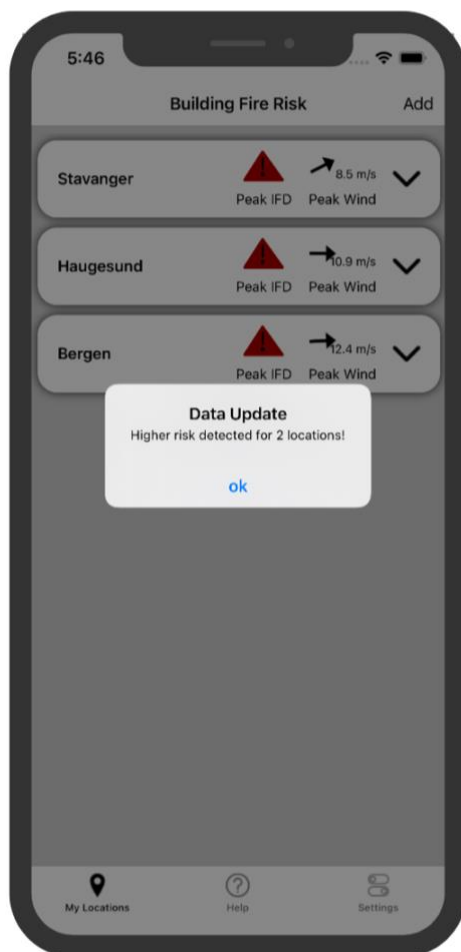 5:46
Building Fire Risk Add
Stavanger
8.5 m/s
Peak IFD Peak Wind
Haugesund
10.9 m/s
Peak IFD Peak Wind
Bergen
12.4 m/s
Peak IFD Peak Wind
Data Update
Higher risk detected for 2 locations!
ok
My Locations Help Settings